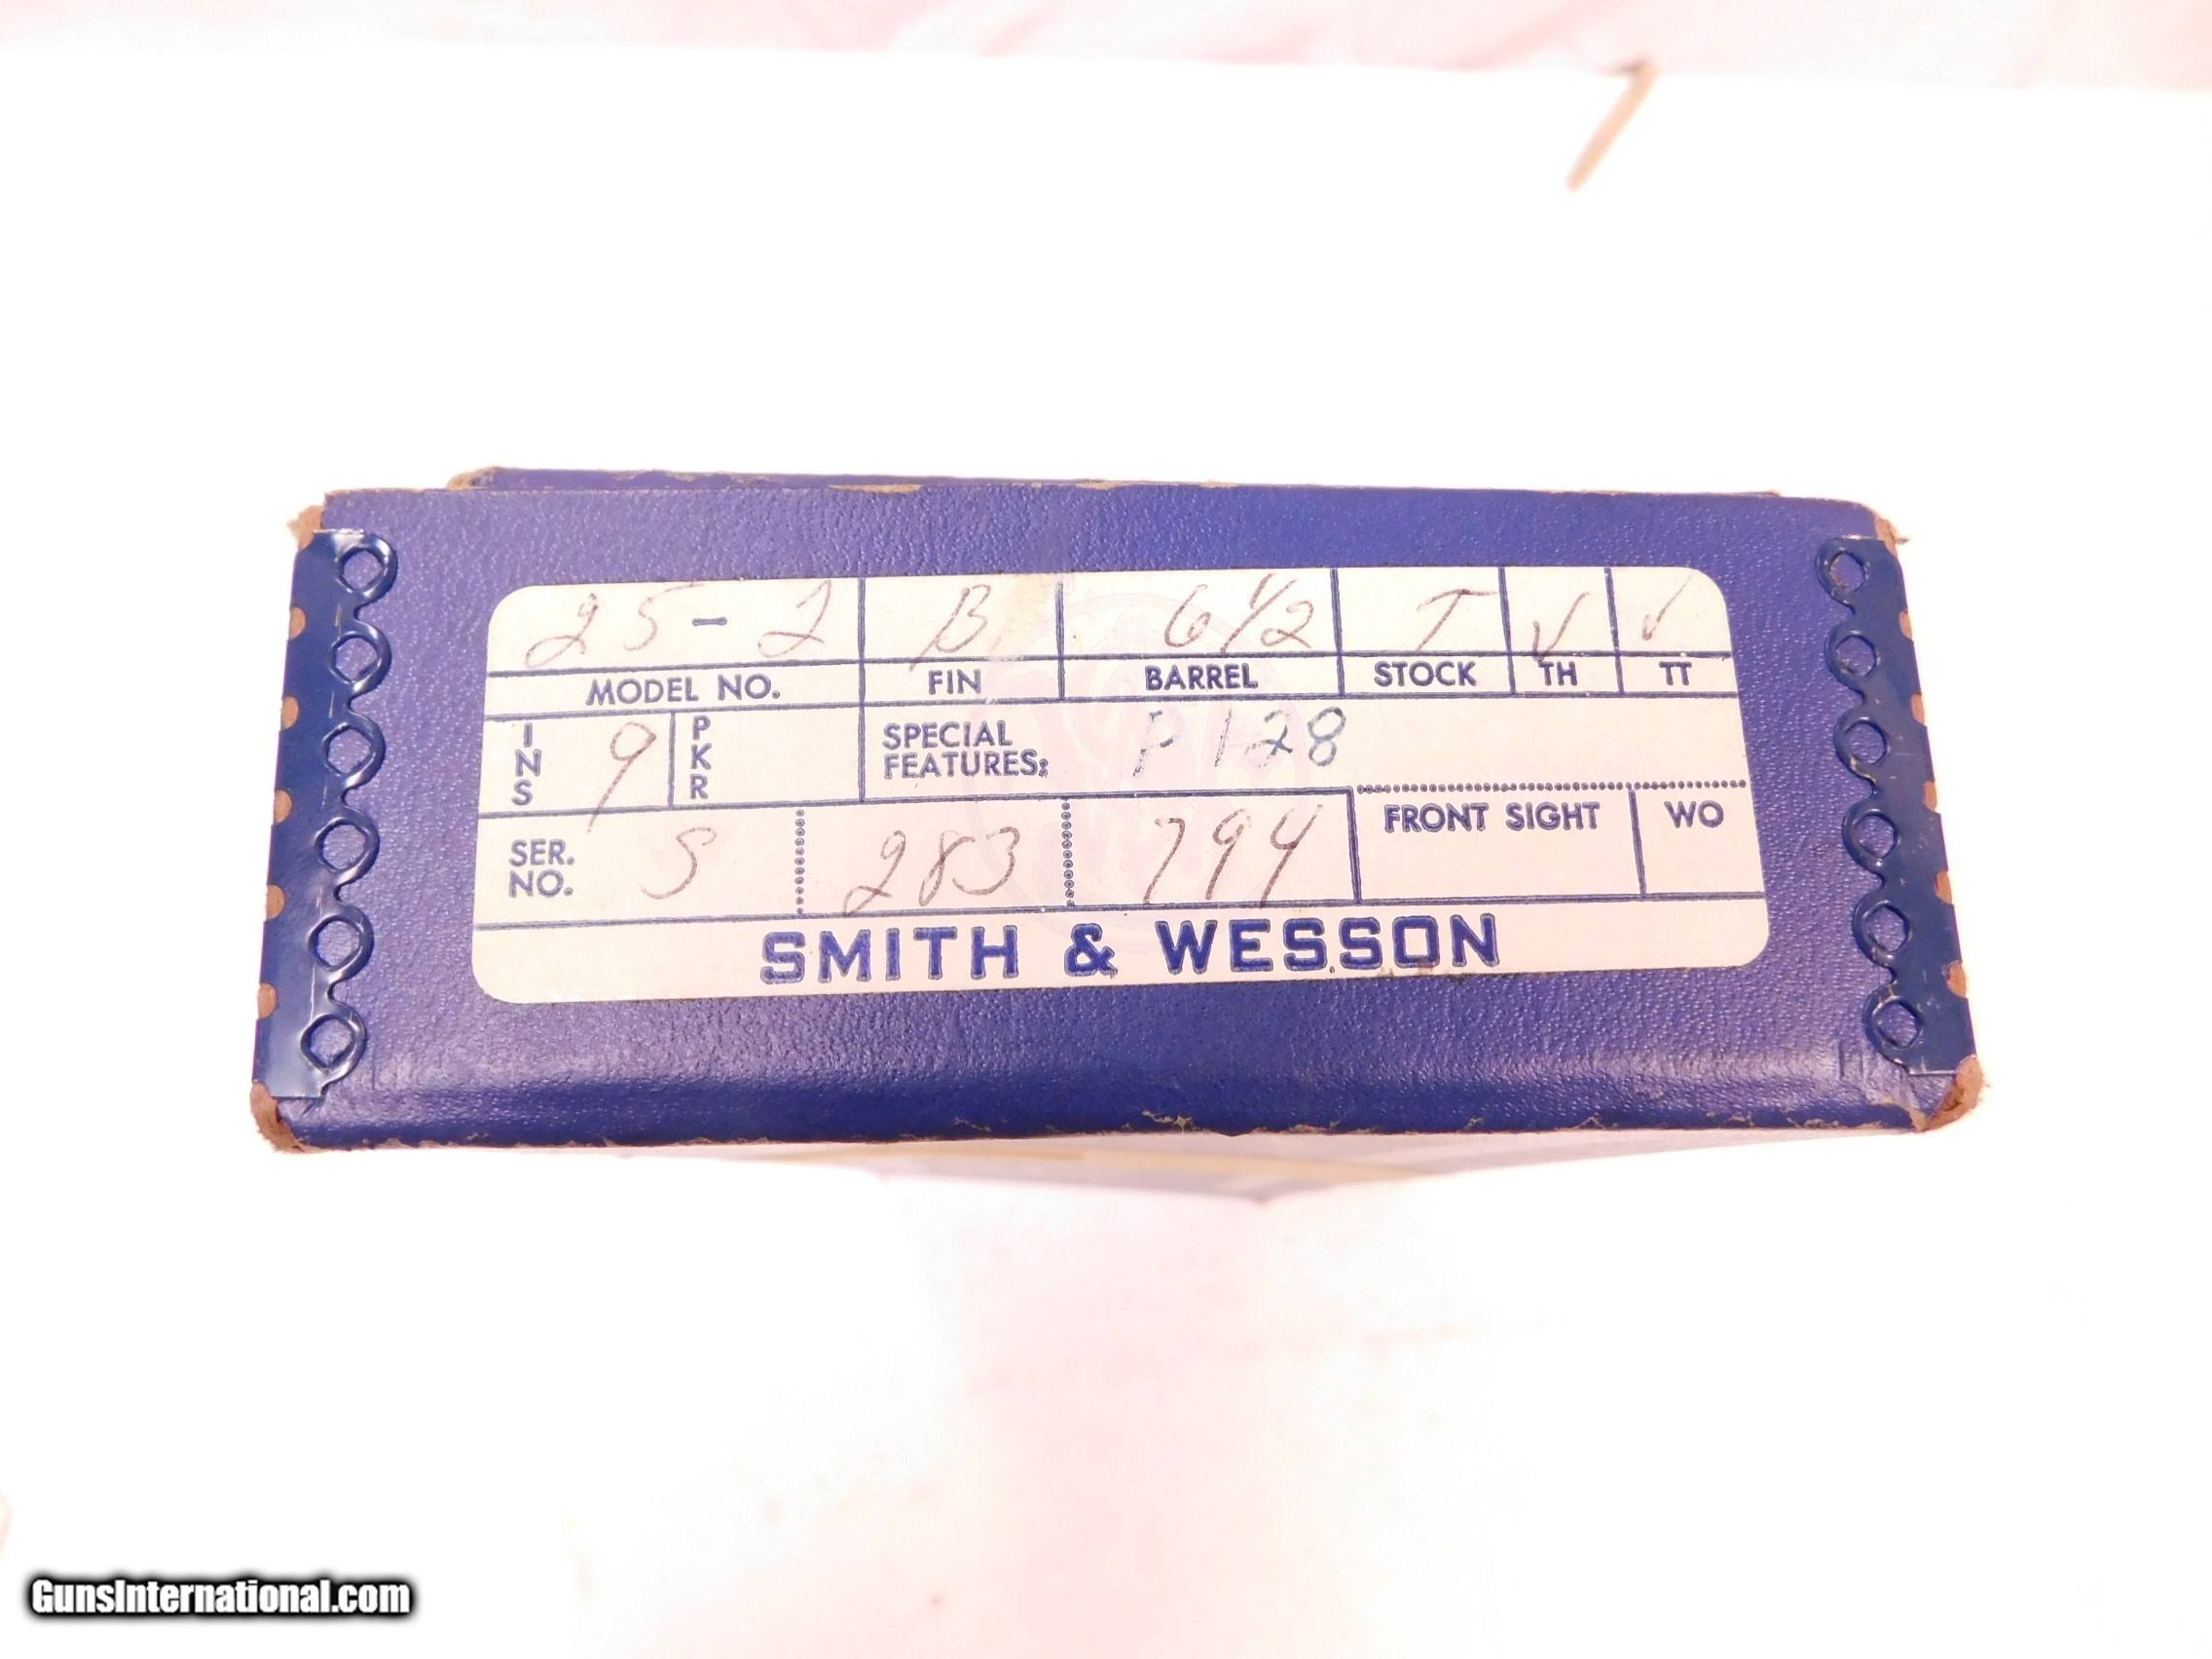 25-2 B 6 1/2 T √ √
MODEL NO. FIN BARREL STOCK TH TT
INS 9 PKR SPECIAL FEATURES: P128
SER. NO. S 283 794 FRONT SIGHT WO
SMITH & WESSON
GunsInternational.com